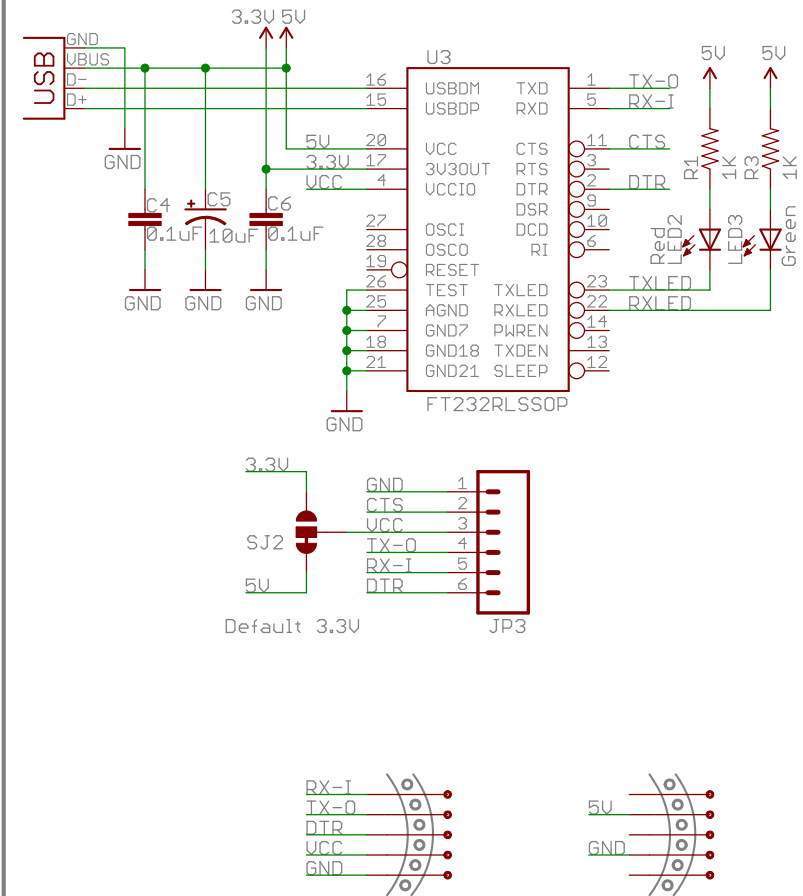 3.3V 5V
USB
GND
VBUS
D-
D+
GND
C4
0.1uF
GND
C5
+
10uF
GND
C6
0.1uF
GND
U3
16 USBDM
15 USBDP
5V 20 VCC
3.3V 17 3V3OUT
VCC 4 VCCIO
27 OSCI
28 OSCO
19 RESET
26 TEST
25 AGND
7 GND7
18 GND18
21 GND21
GND
TXD 1 TX-O
RXD 5 RX-I
CTS 11 CTS
RTS 3
DTR 2 DTR
DSR 9
DCD 10
RI 6
TXLED 23 TXLED
RXLED 22 RXLED
PWREN 14
TXDEN 13
SLEEP 12
FT232RLSSOP
5V
R1
1K
Red
LED2
5V
R3
1K
LED3
Green
3.3V
SJ2
5V
Default 3.3V
GND 1
CTS 2
VCC 3
TX-O 4
RX-I 5
DTR 6
JP3
RX-I
TX-O
DTR
VCC
GND
5V
GND